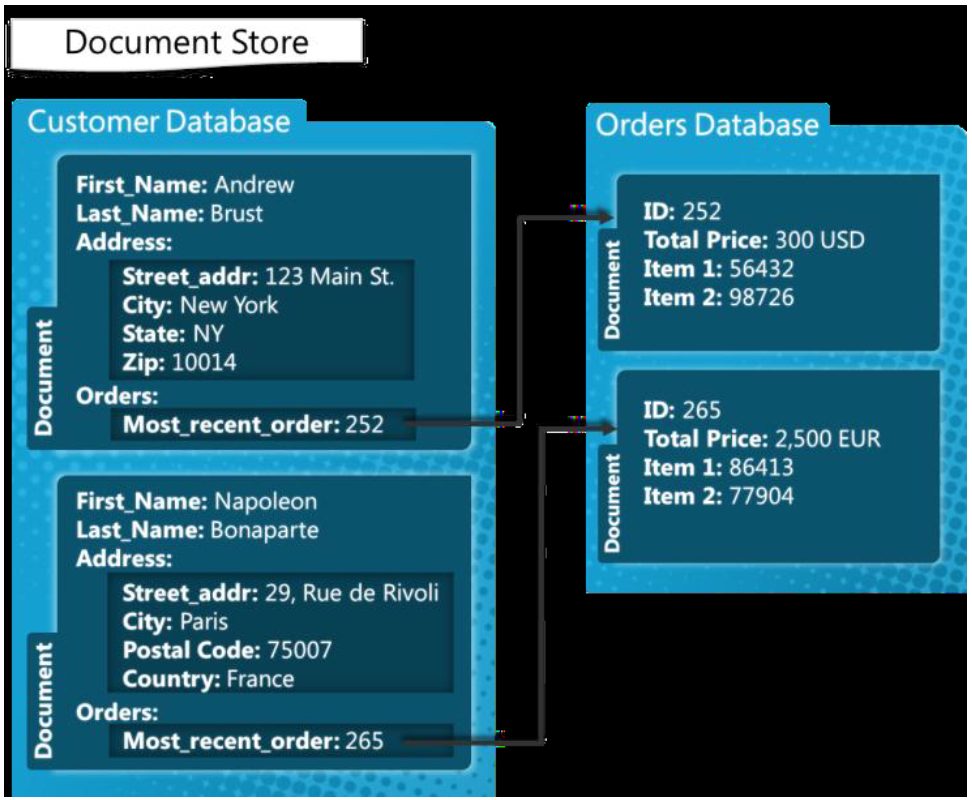 Document Store
Customer Database
Document
First_Name: Andrew
Last_Name: Brust
Address:
Street_addr: 123 Main St.
City: New York
State: NY
Zip: 10014
Orders:
Most_recent_order: 252
Document
First_Name: Napoleon
Last_Name: Bonaparte
Address:
Street_addr: 29, Rue de Rivoli
City: Paris
Postal Code: 75007
Country: France
Orders:
Most_recent_order: 265
Orders Database
Document
ID: 252
Total Price: 300 USD
Item 1: 56432
Item 2: 98726
Document
ID: 265
Total Price: 2,500 EUR
Item 1: 86413
Item 2: 77904